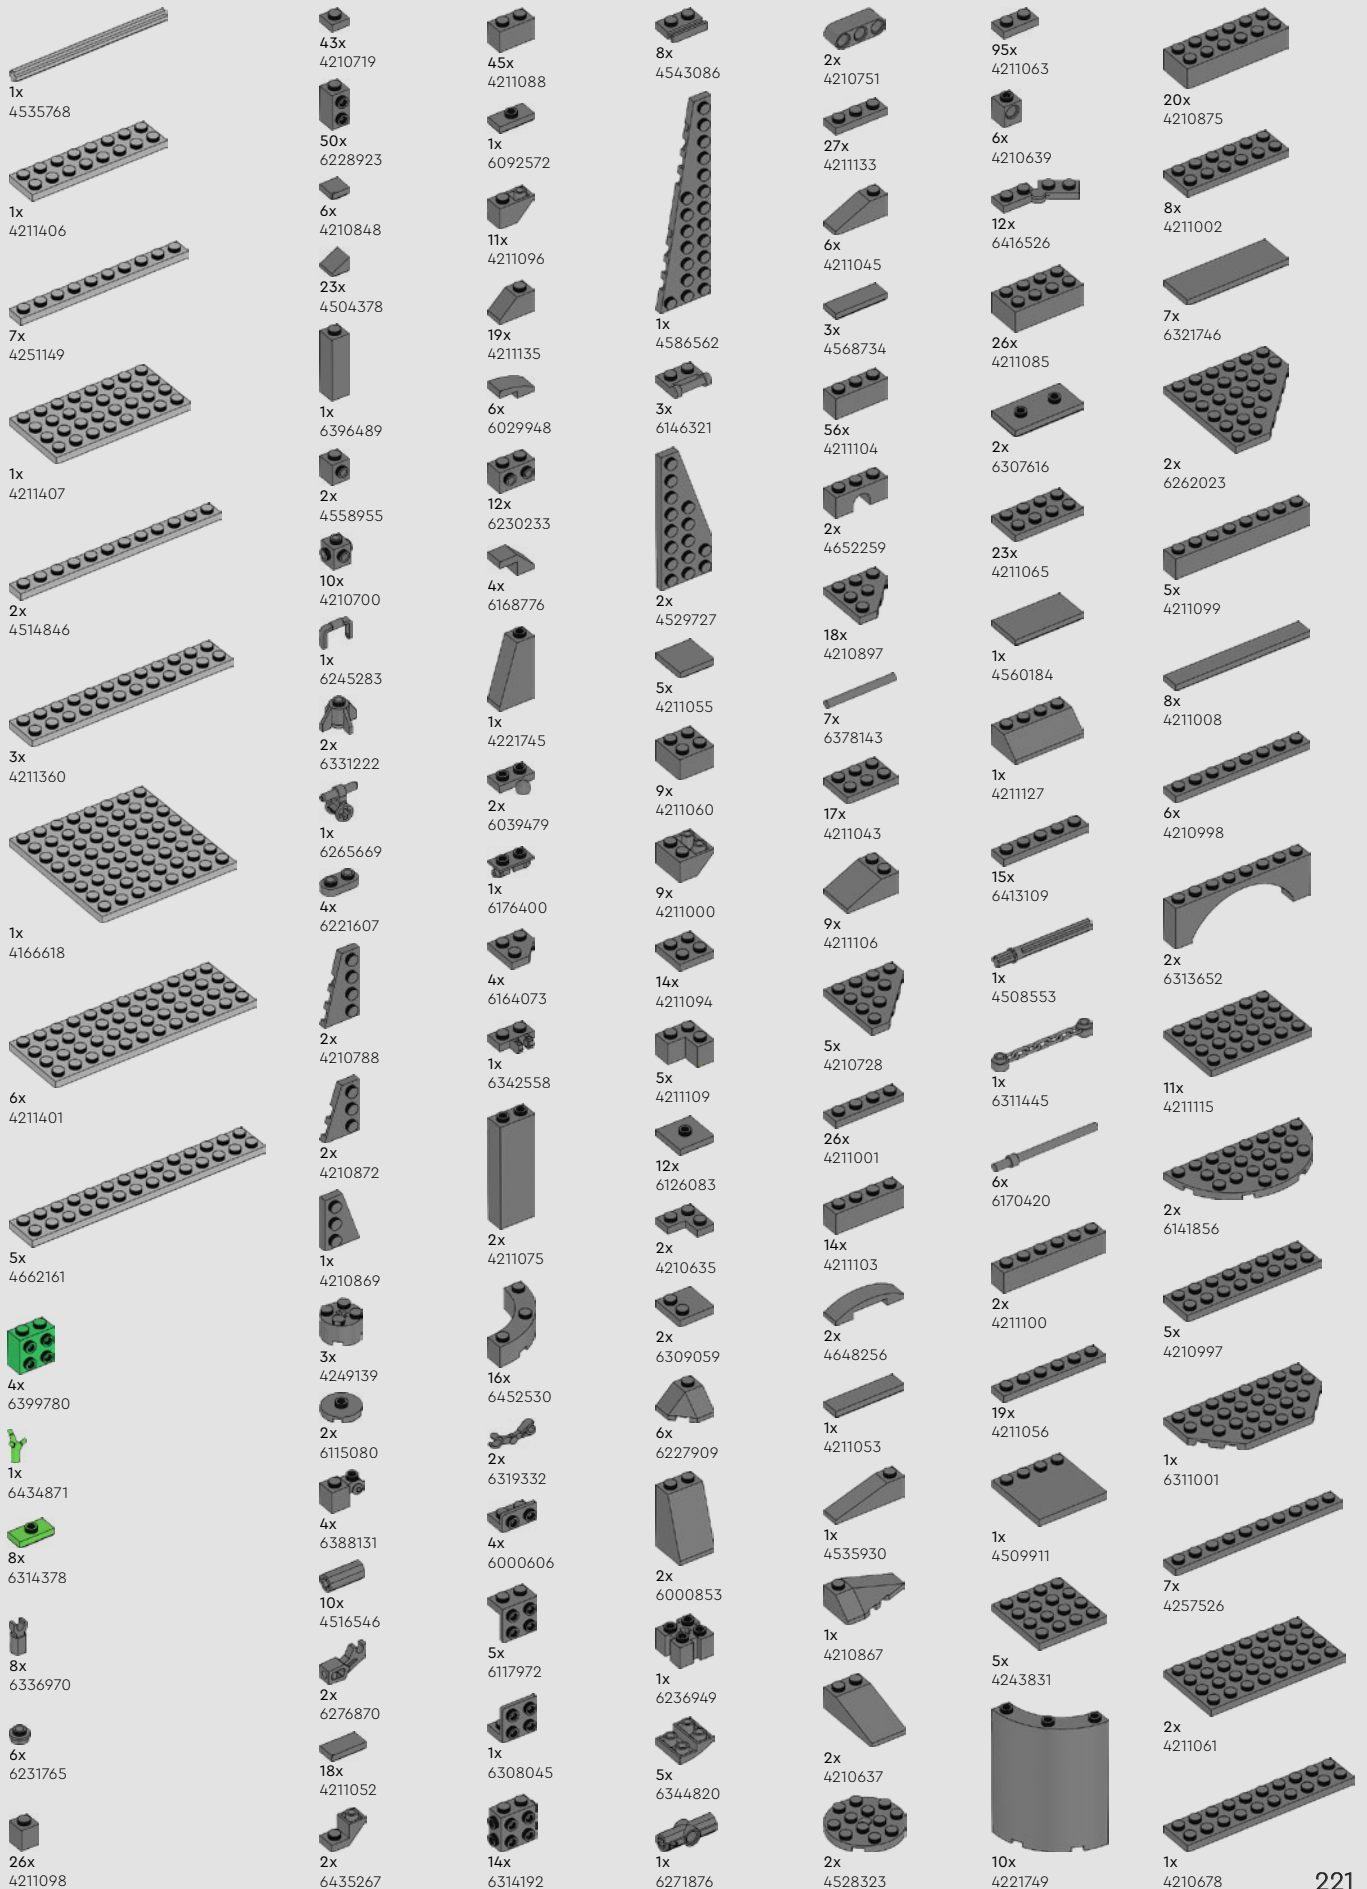 1x
4535768
1x
4211406
7x
4251149
1x
4211407
2x
4514846
3x
4211360
1x
4166618
6x
4211401
5x
4662161
4x
6399780
1x
6434871
8x
6314378
8x
6336970
6x
6231765
26x
4211098
43x
4210719
50x
6228923
6x
4210848
23x
4504378
1x
6396489
2x
4558955
10x
4210700
1x
6245283
2x
6331222
1x
6265669
4x
6221607
2x
4210788
2x
4210872
1x
4210869
3x
4249139
2x
6115080
4x
6388131
10x
4516546
2x
6276870
18x
4211052
2x
6435267
45x
4211088
1x
6092572
11x
4211096
19x
4211135
6x
6029948
12x
6230233
4x
6168776
1x
4221745
2x
6039479
1x
6176400
4x
6164073
1x
6342558
2x
4211075
16x
6452530
2x
6319332
4x
6000606
5x
6117972
1x
6308045
14x
6314192
8x
4543086
1x
4586562
3x
6146321
2x
4529727
5x
4211055
9x
4211060
9x
4211000
14x
4211094
5x
4211109
12x
6126083
2x
4210635
2x
6309059
6x
6227909
2x
6000853
1x
6236949
5x
6344820
1x
6271876
2x
4210751
27x
4211133
6x
4211045
3x
4568734
56x
4211104
2x
4652259
18x
4210897
7x
6378143
17x
4211043
9x
4211106
5x
4210728
26x
4211001
14x
4211103
2x
4648256
1x
4211053
1x
4535930
1x
4210867
2x
4210637
2x
4528323
95x
4211063
6x
4210639
12x
6416526
26x
4211085
2x
6307616
23x
4211065
1x
4560184
1x
4211127
15x
6413109
1x
4508553
1x
6311445
6x
6170420
2x
4211100
19x
4211056
1x
4509911
5x
4243831
10x
4221749
20x
4210875
8x
4211002
7x
6321746
2x
6262023
5x
4211099
8x
4211008
6x
4210998
2x
6313652
11x
4211115
2x
6141856
5x
4210997
1x
6311001
7x
4257526
2x
4211061
1x
4210678
221